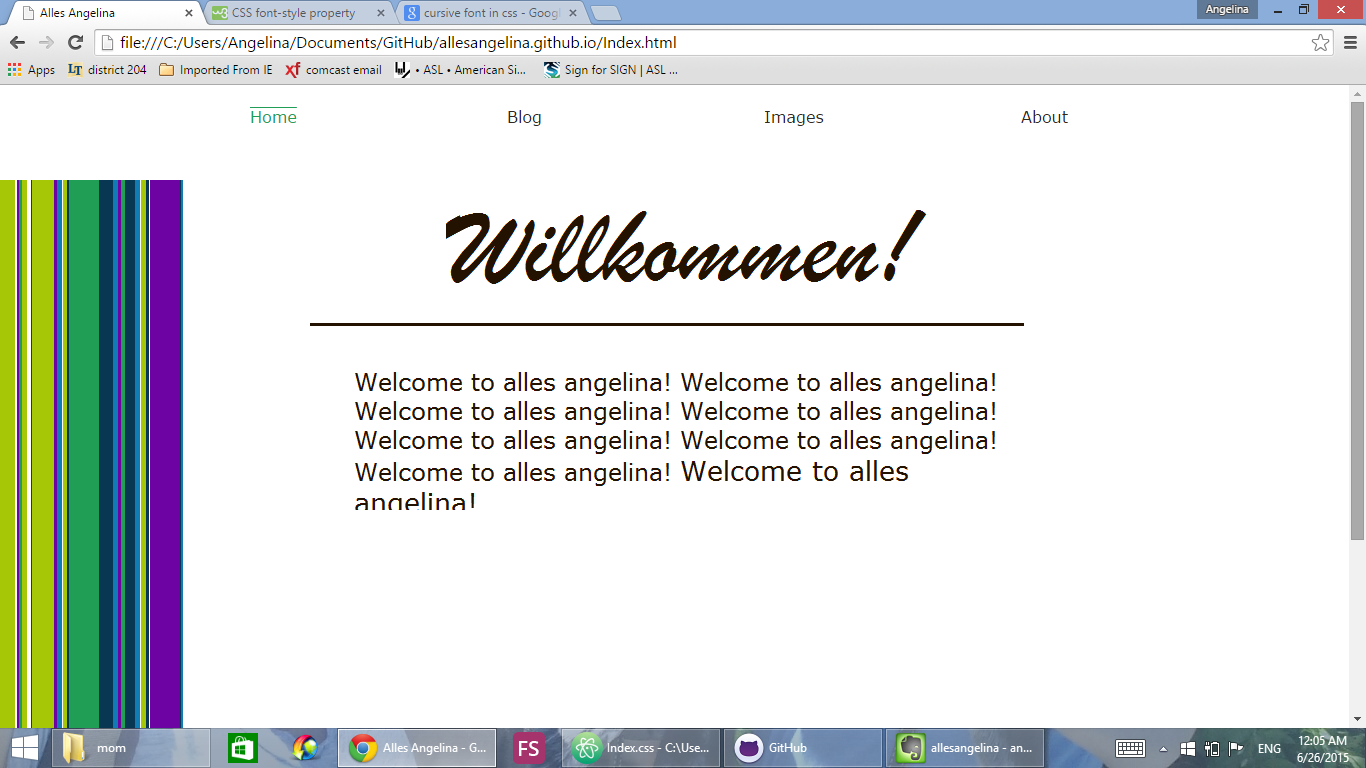 Alles Angelina
CSS font-style property
cursive font in css - Goog
Angelina
file:///C:/Users/Angelina/Documents/GitHub/allesangelina.github.io/Index.html
Apps
LT district 204
Imported From IE
xf comcast email
• ASL • American Si...
Sign for SIGN | ASL ...
Home Blog Images About
Willkommen!
Welcome to alles angelina! Welcome to alles angelina!
Welcome to alles angelina! Welcome to alles angelina!
Welcome to alles angelina! Welcome to alles angelina!
Welcome to alles angelina! Welcome to alles
angelina!
mom
Alles Angelina - G...
FS
Index.css - C:\Use...
GitHub
allesangelina - an...
ENG
12:05 AM
6/26/2015